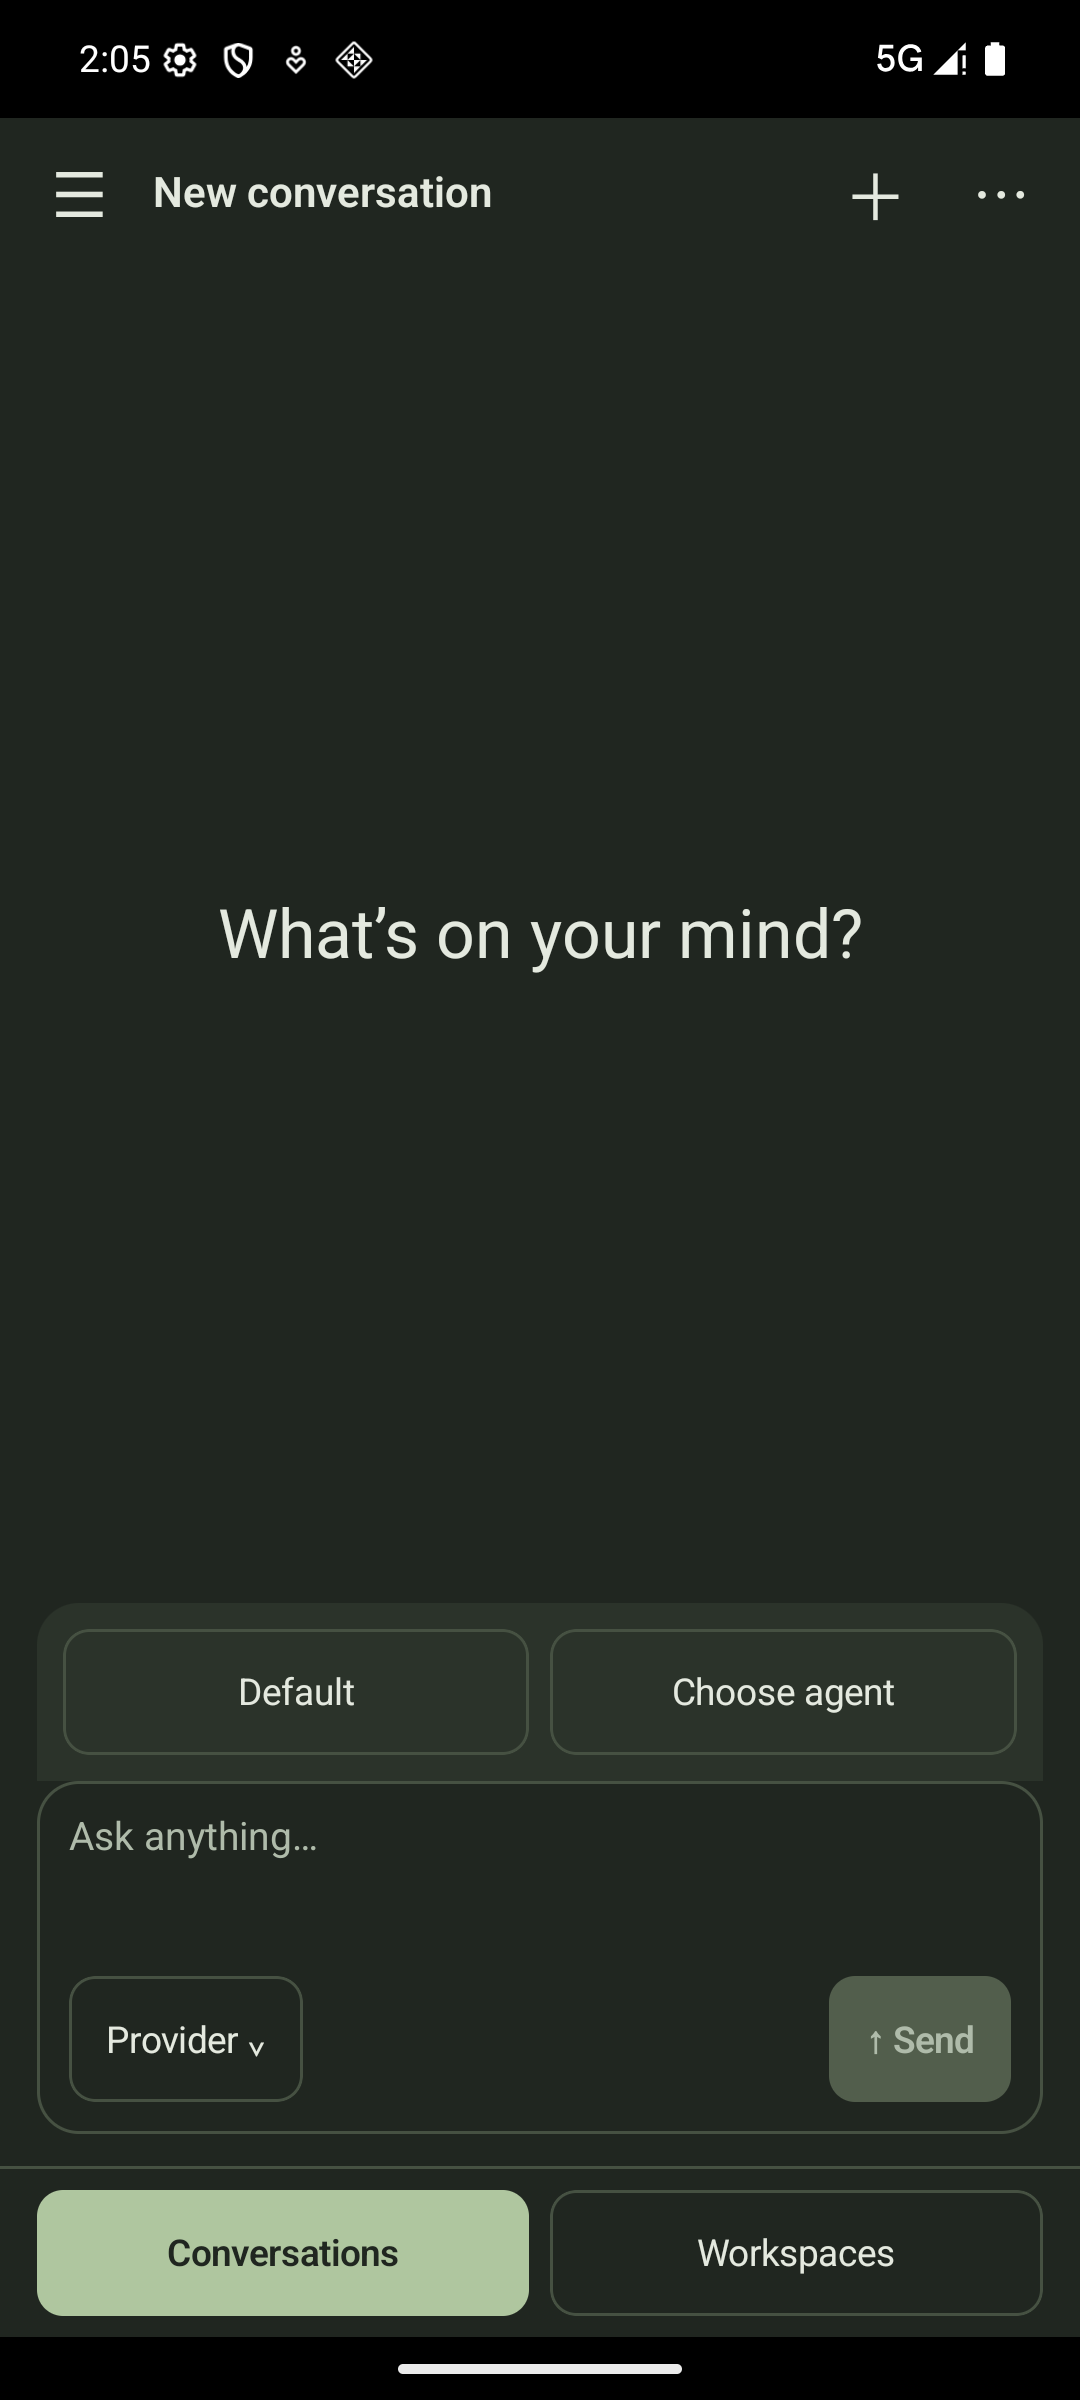 2:05
5G
New conversation
What’s on your mind?
Default
Choose agent
Ask anything…
Provider
↑ Send
Conversations
Workspaces